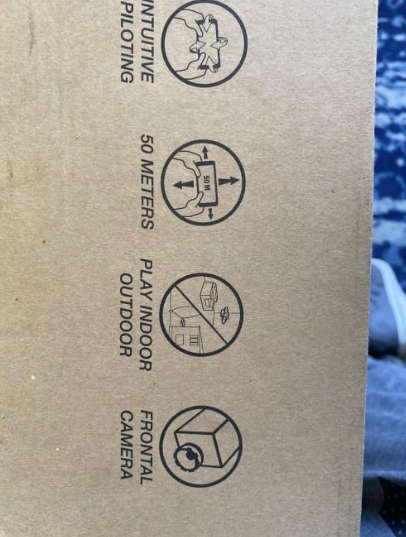 INTUITIVE
PILOTING
50 M
50 METERS
PLAY INDOOR
OUTDOOR
FRONTAL
CAMERA